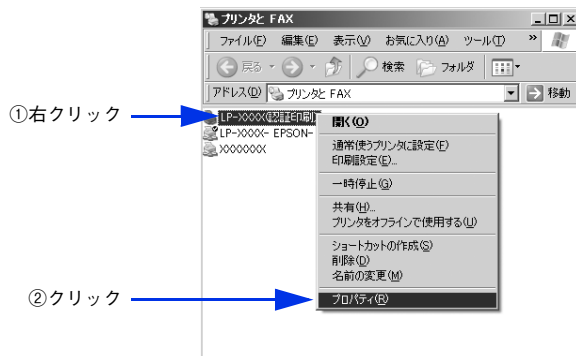 プリンタと FAX
ファイル(F) 編集(E) 表示(V) お気に入り(A) ツール(T) »
戻る 検索 フォルダ
アドレス(D) プリンタと FAX 移動
①右クリック
LP-XXXX(認証印刷)
LP-XXXX- EPSON-
XXXXXXX
開く(O)
通常使うプリンタに設定(F)
印刷設定(E)...
一時停止(G)
共有(H)...
プリンタをオフラインで使用する(U)
ショートカットの作成(S)
削除(D)
名前の変更(M)
②クリック
プロパティ(R)